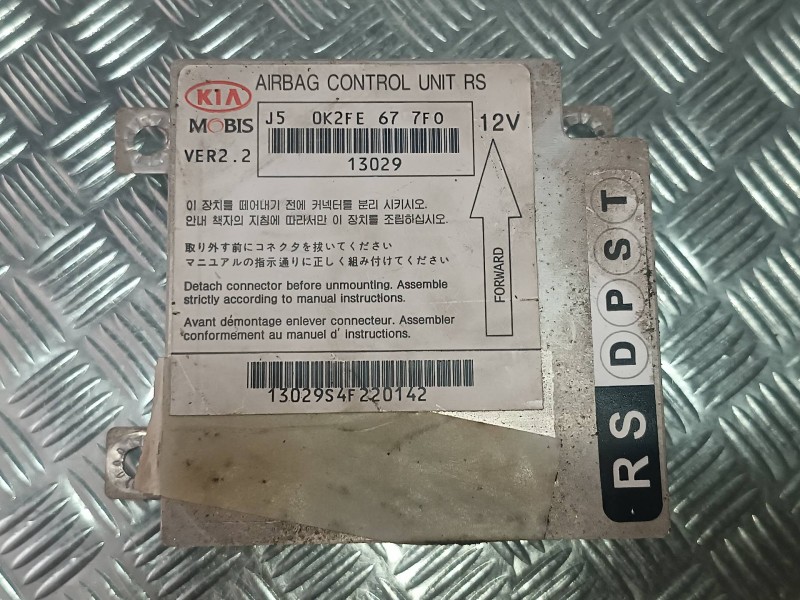 KIA
AIRBAG CONTROL UNIT RS
MOBIS
J5 0K2FE 67 7F0
12V
VER2.2
13029
이 장치를 떼어내기 전에 커넥터를 분리 시키시오.
안내 책자의 지침에 따라서만 이 장치를 조립하십시오.
取り外す前にコネクタを抜いてください
マニュアルの指示通りに正しく組み付けてください
Detach connector before unmounting. Assemble
strictly according to manual instructions.
Avant démontage enlever connecteur. Assembler
conformement au manuel d' instructions.
FORWARD
13029S4F220142
RS D P S T